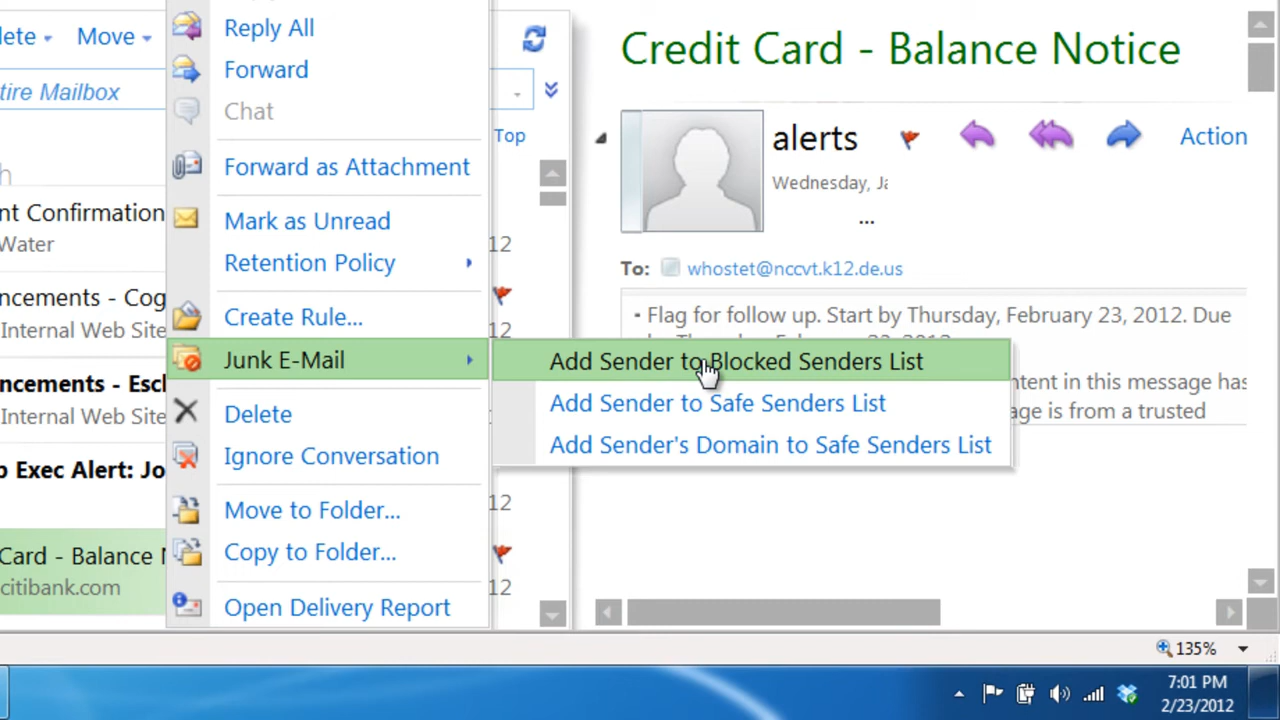 lete
Move
tire Mailbox
Top
nt Confirmation
Water
12
ncements - Cog
Internal Web Site
12
ncements - Escl
Internal Web Site
p Exec Alert: Jo
12
Card - Balance
citibank.com
12
Reply All
Forward
Chat
Forward as Attachment
Mark as Unread
Retention Policy
Create Rule...
Junk E-Mail
Delete
Ignore Conversation
Move to Folder...
Copy to Folder...
Open Delivery Report
Add Sender to Blocked Senders List
Add Sender to Safe Senders List
Add Sender's Domain to Safe Senders List
Credit Card - Balance Notice
alerts
Action
Wednesday, Ja
...
To: whostet@nccvt.k12.de.us
▪ Flag for follow up. Start by Thursday, February 23, 2012. Due
by Thursday, February 23, 2012.
ntent in this message has
age is from a trusted
135%
7:01 PM
2/23/2012